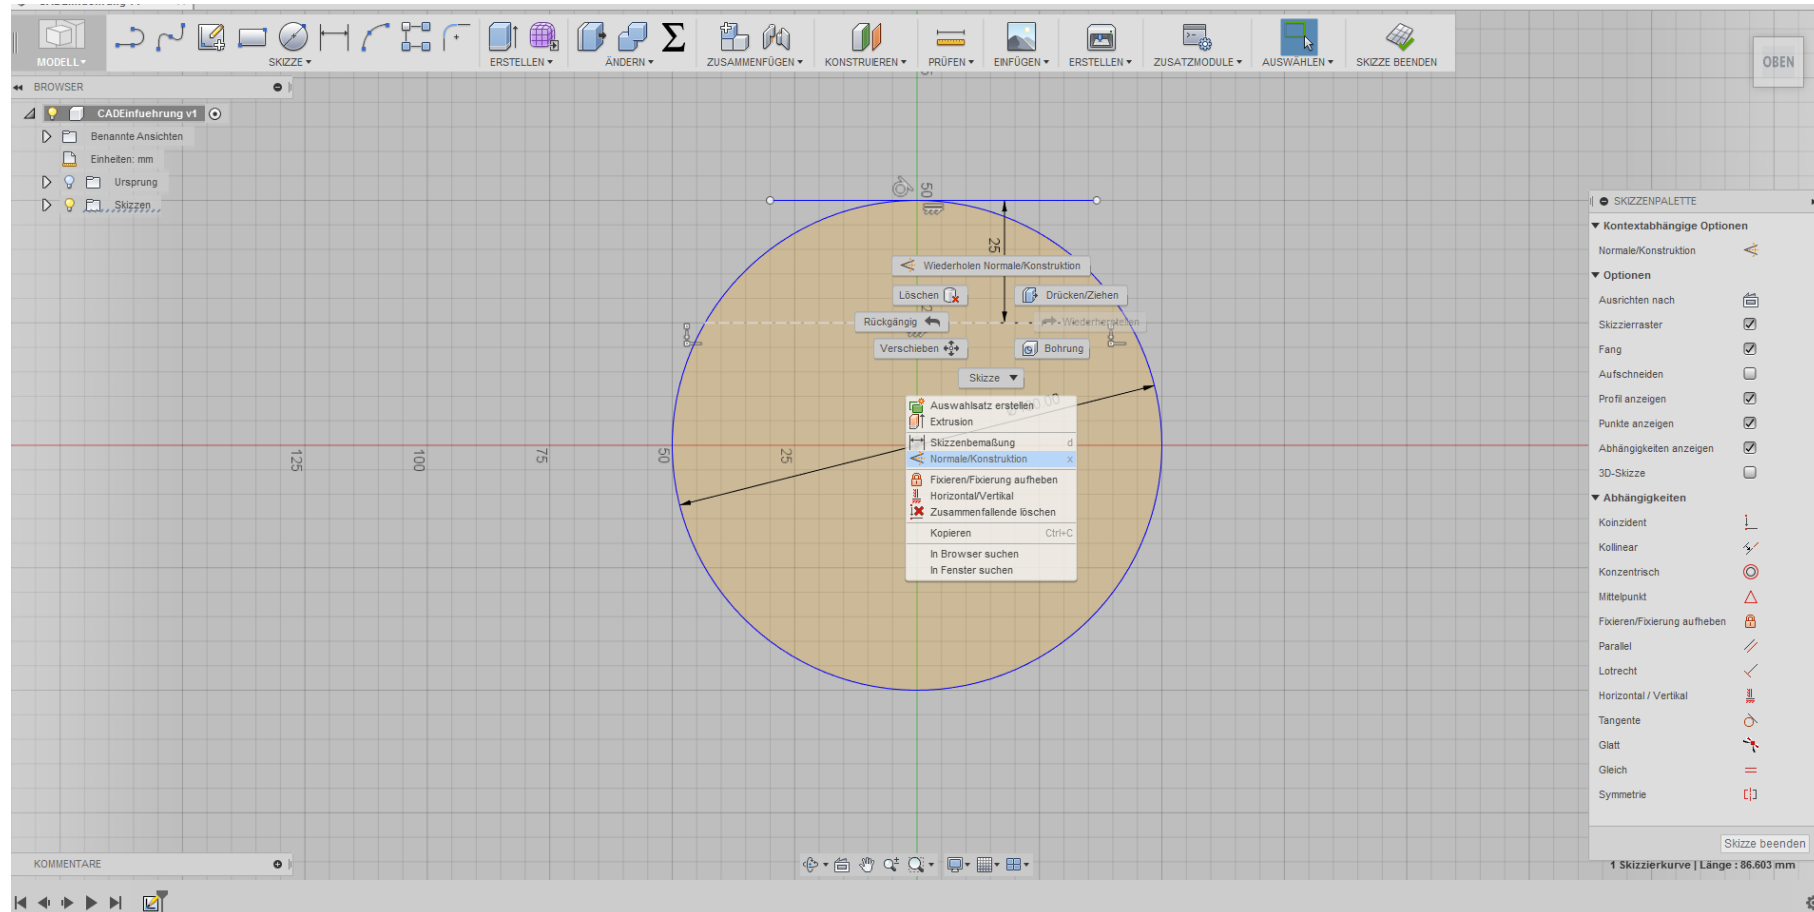 MODELL
SKIZZE
ERSTELLEN
ÄNDERN
ZUSAMMENFÜGEN
KONSTRUIEREN
PRÜFEN
EINFÜGEN
ERSTELLEN
ZUSATZMODULE
AUSWÄHLEN
SKIZZE BEENDEN
OBEN
BROWSER
CADEinfuehrung v1
Benannte Ansichten
Einheiten: mm
Ursprung
Skizzen
50
25
Wiederholen Normale/Konstruktion
Löschen
Drücken/Ziehen
Rückgängig
Wiederherstellen
Verschieben
Bohrung
Skizze
Auswahlsatz erstellen
Extrusion
Skizzenbemaßung d
Normale/Konstruktion x
Fixieren/Fixierung aufheben
Horizontal/Vertikal
Zusammenfallende löschen
Kopieren Ctrl+C
In Browser suchen
In Fenster suchen
125
100
75
50
25
SKIZZENPALETTE
Kontextabhängige Optionen
Normale/Konstruktion
Optionen
Ausrichten nach
Skizzierraster
Fang
Aufschneiden
Profil anzeigen
Punkte anzeigen
Abhängigkeiten anzeigen
3D-Skizze
Abhängigkeiten
Koinzident
Kollinear
Konzentrisch
Mittelpunkt
Fixieren/Fixierung aufheben
Parallel
Lotrecht
Horizontal / Vertikal
Tangente
Glatt
Gleich
Symmetrie
Skizze beenden
KOMMENTARE
1 Skizzierkurve | Länge : 86.603 mm